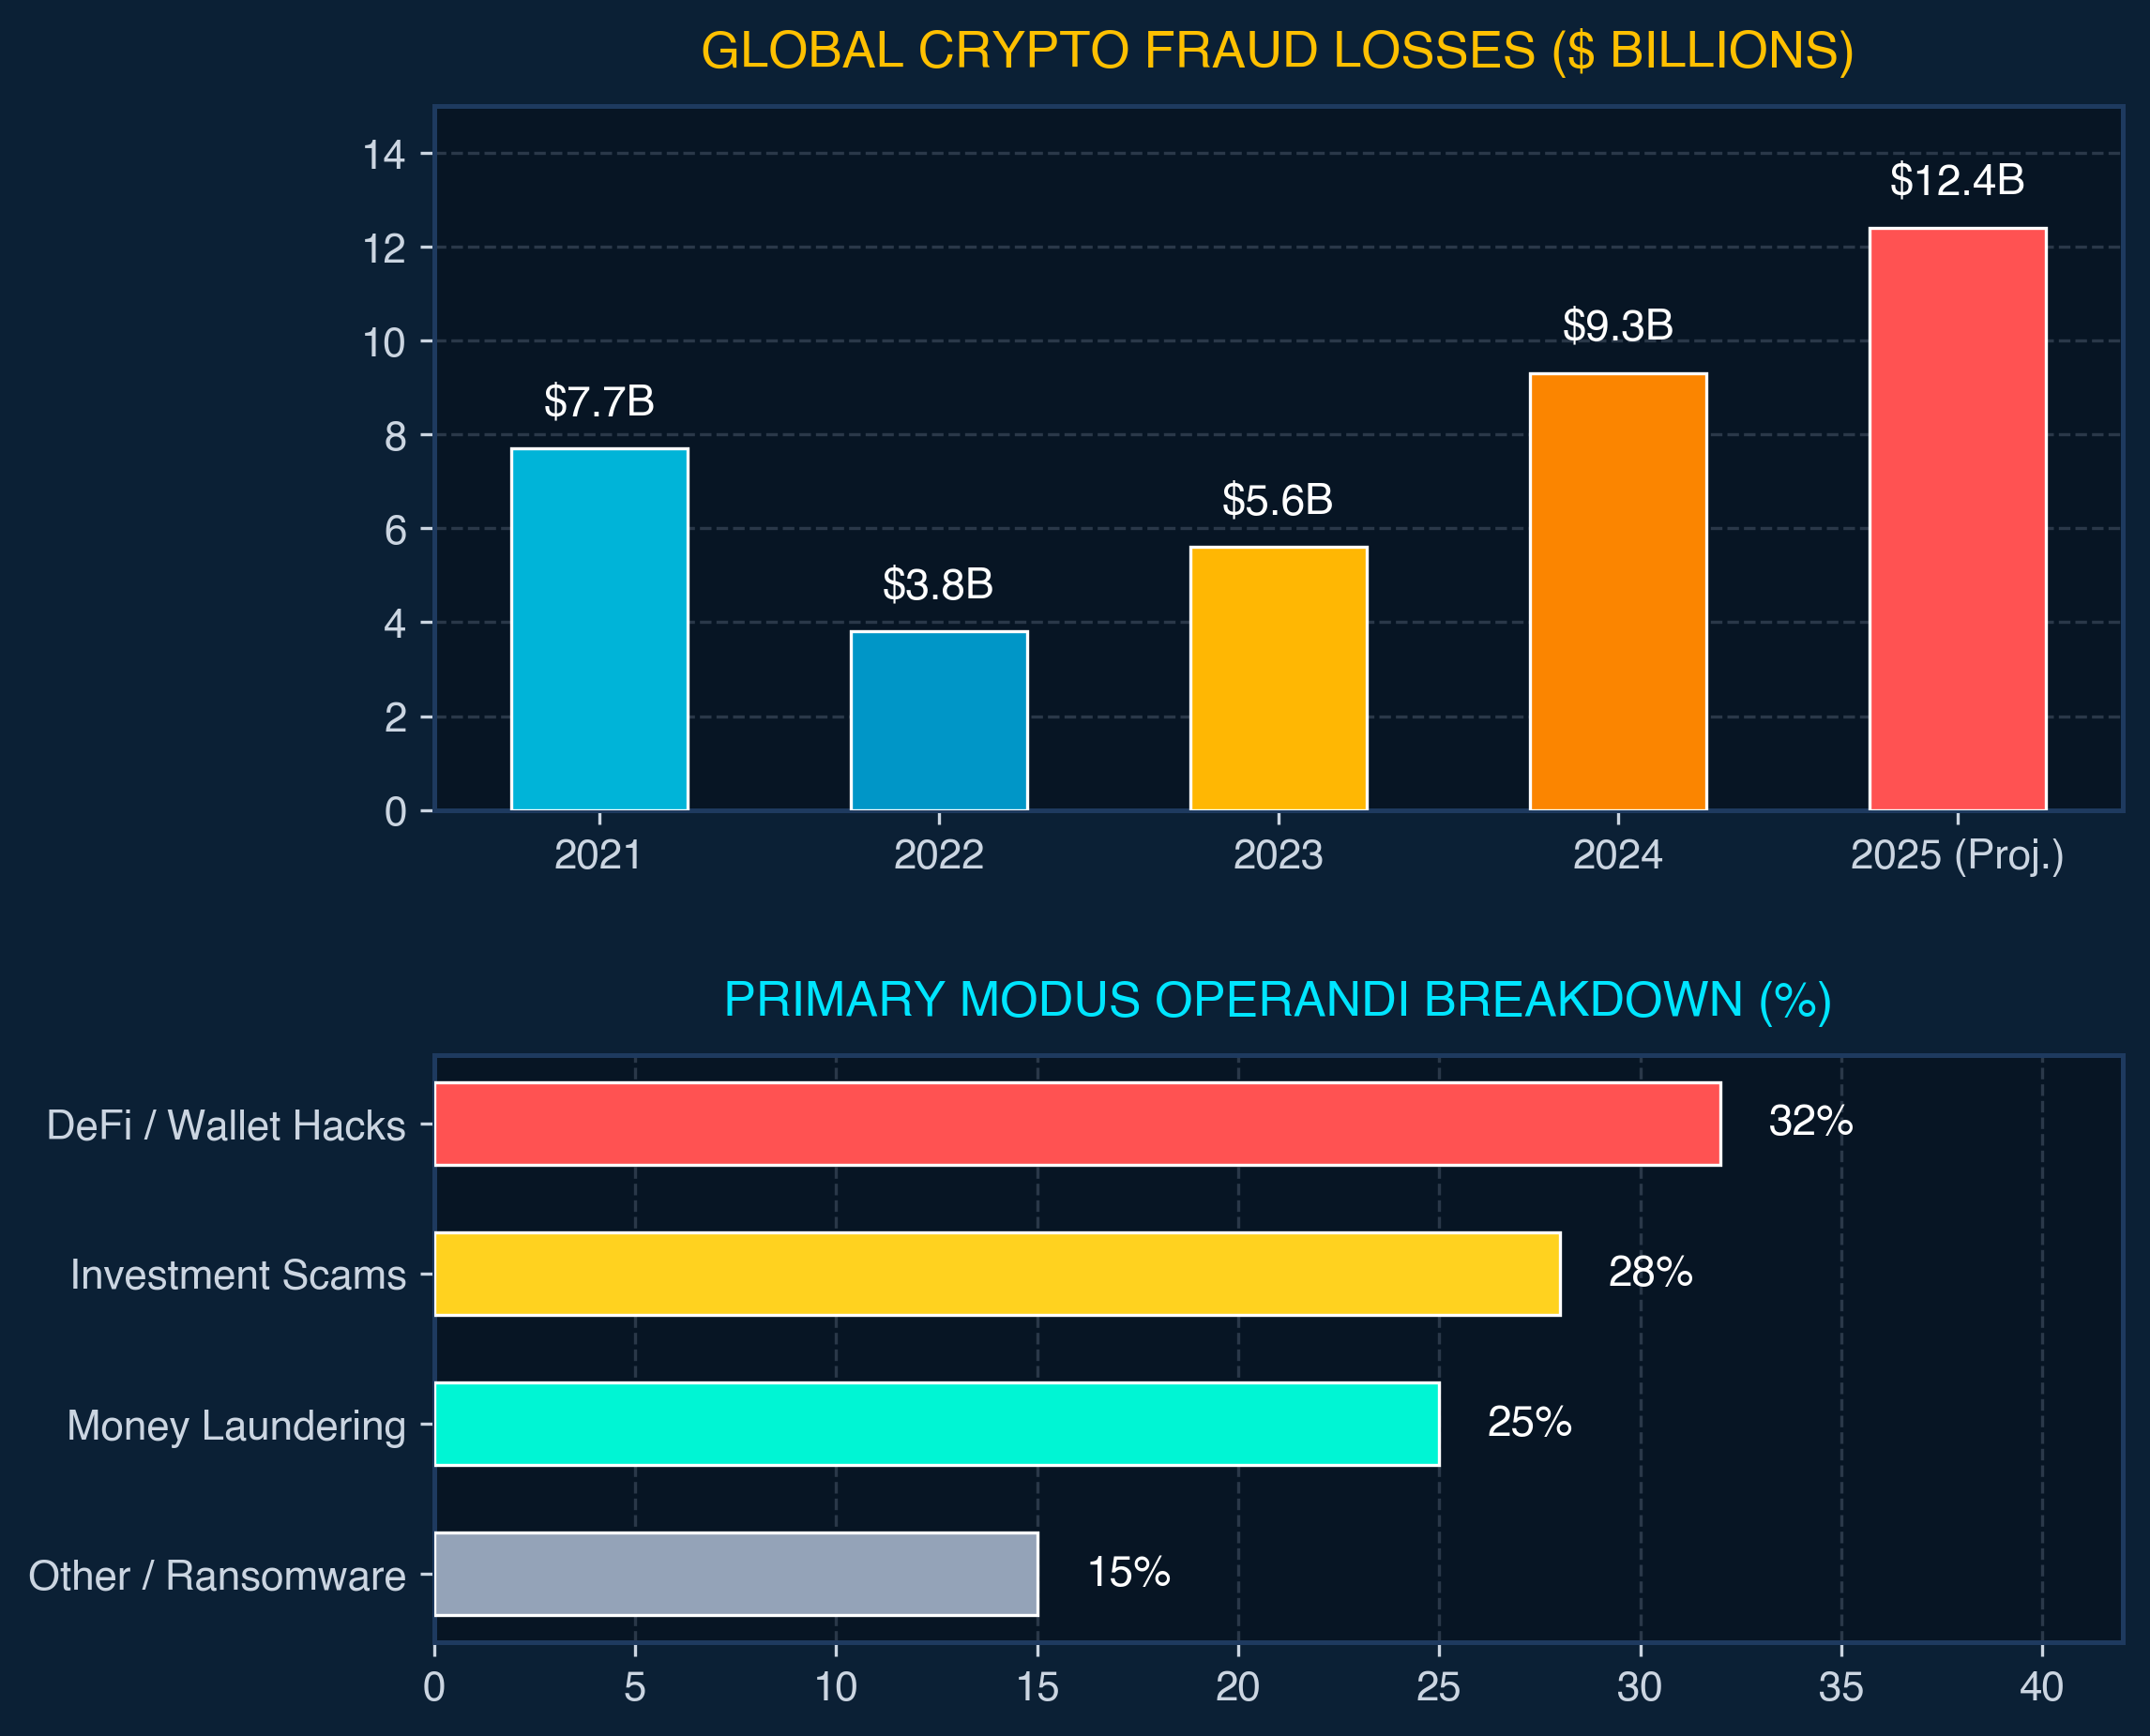 GLOBAL CRYPTO FRAUD LOSSES ($ BILLIONS)
14
12
10
8
6
4
2
0
$7.7B
$3.8B
$5.6B
$9.3B
$12.4B
2021
2022
2023
2024
2025 (Proj.)
PRIMARY MODUS OPERANDI BREAKDOWN (%)
DeFi / Wallet Hacks
32%
Investment Scams
28%
Money Laundering
25%
Other / Ransomware
15%
0
5
10
15
20
25
30
35
40